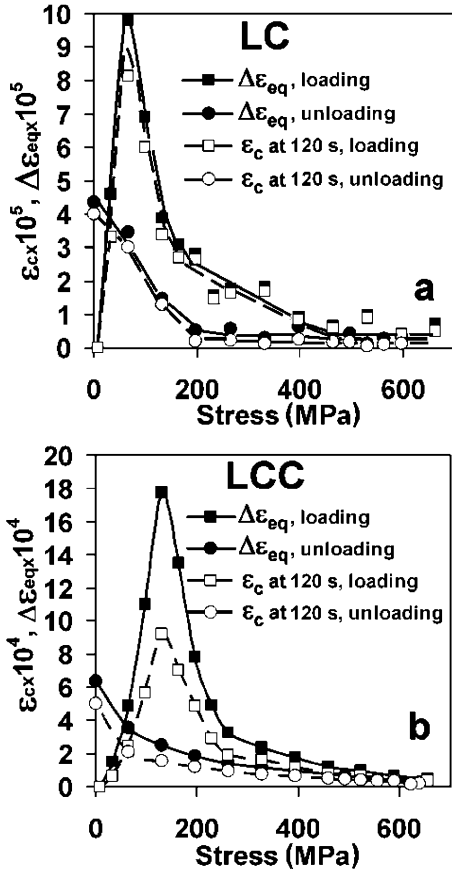 LC
10
9
8
7
6
5
4
3
2
1
0
εcx10⁵, Δεeqx10⁵
Δεeq, loading
Δεeq, unloading
εc at 120 s, loading
εc at 120 s, unloading
a
0 200 400 600
Stress (MPa)
LCC
20
18
16
14
12
10
8
6
4
2
0
εcx10⁴, Δεeqx10⁴
Δεeq, loading
Δεeq, unloading
εc at 120 s, loading
εc at 120 s, unloading
b
0 200 400 600
Stress (MPa)